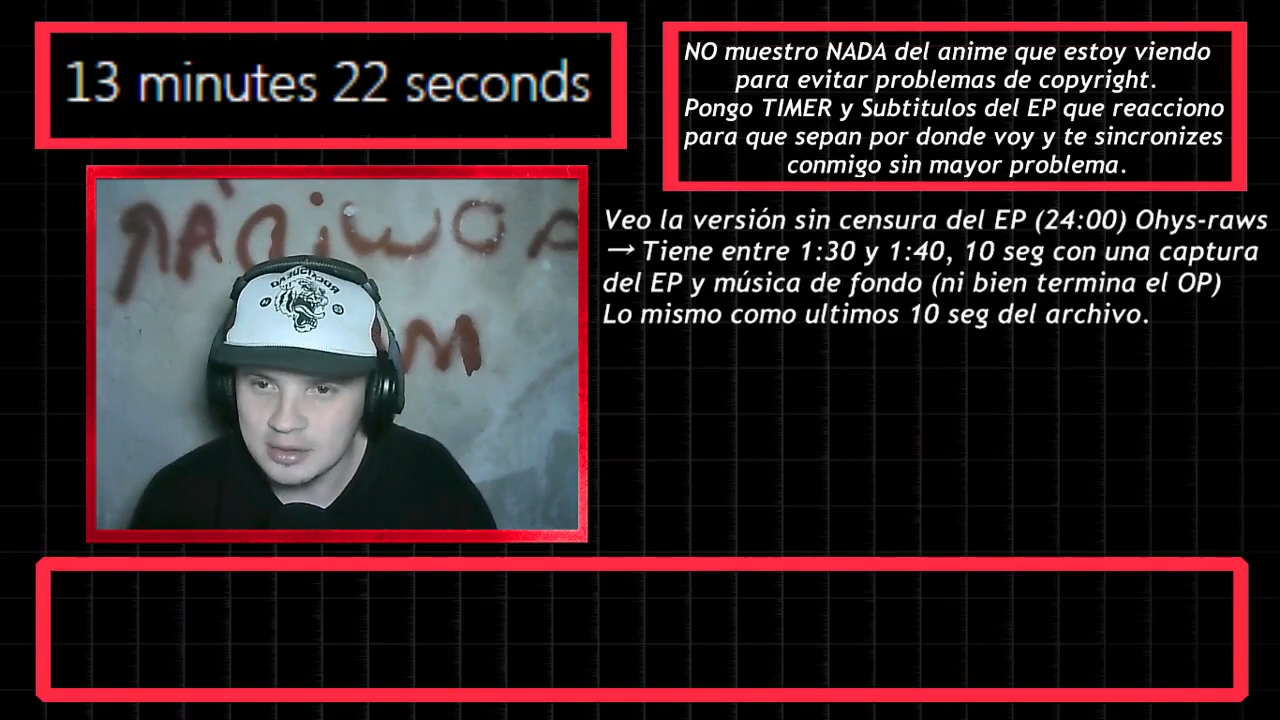 13 minutes 22 seconds
NO muestro NADA del anime que estoy viendo
para evitar problemas de copyright.
Pongo TIMER y Subtitulos del EP que reacciono
para que sepan por donde voy y te sincronizes
conmigo sin mayor problema.
Veo la versión sin censura del EP (24:00) Ohys-raws
→ Tiene entre 1:30 y 1:40, 10 seg con una captura
del EP y música de fondo (ni bien termina el OP)
Lo mismo como ultimos 10 seg del archivo.